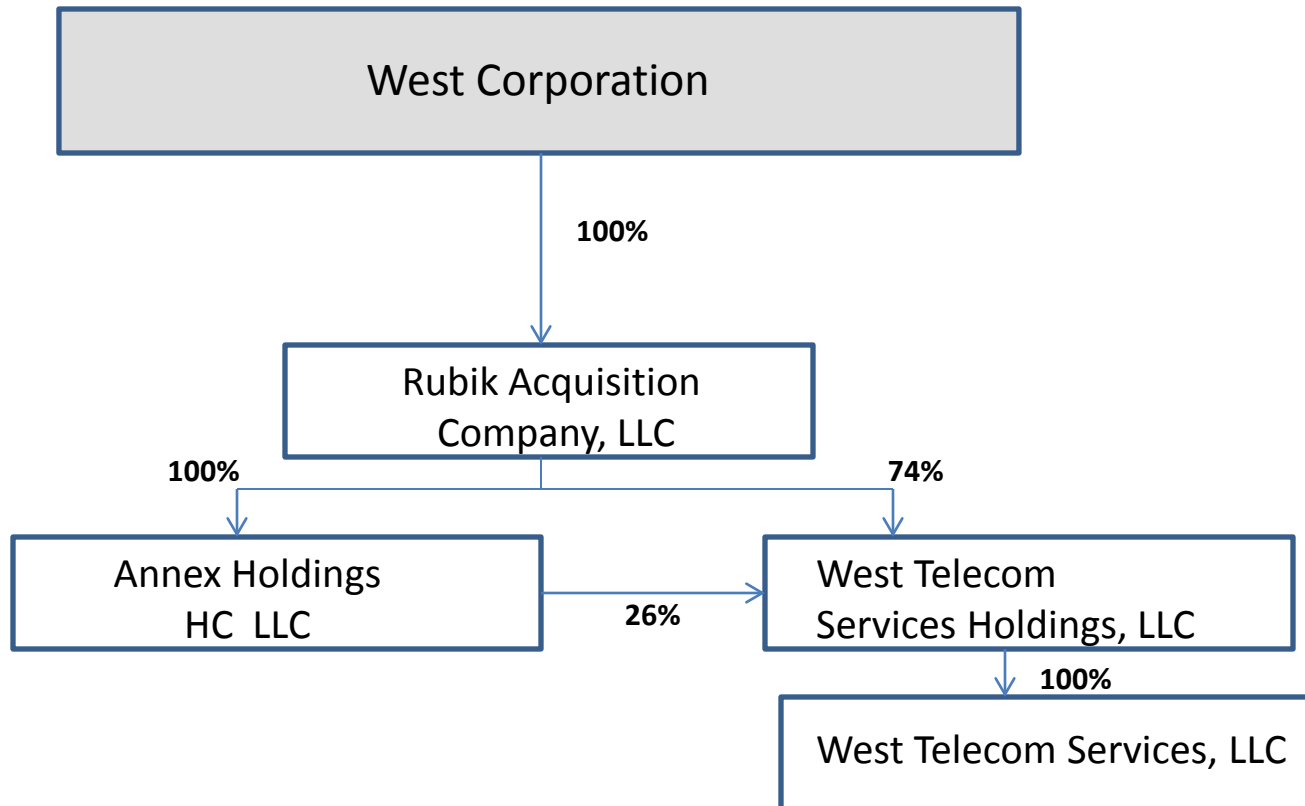 West Corporation
100%
Rubik Acquisition
Company, LLC
100%
74%
Annex Holdings
HC LLC
26%
West Telecom
Services Holdings, LLC
100%
West Telecom Services, LLC